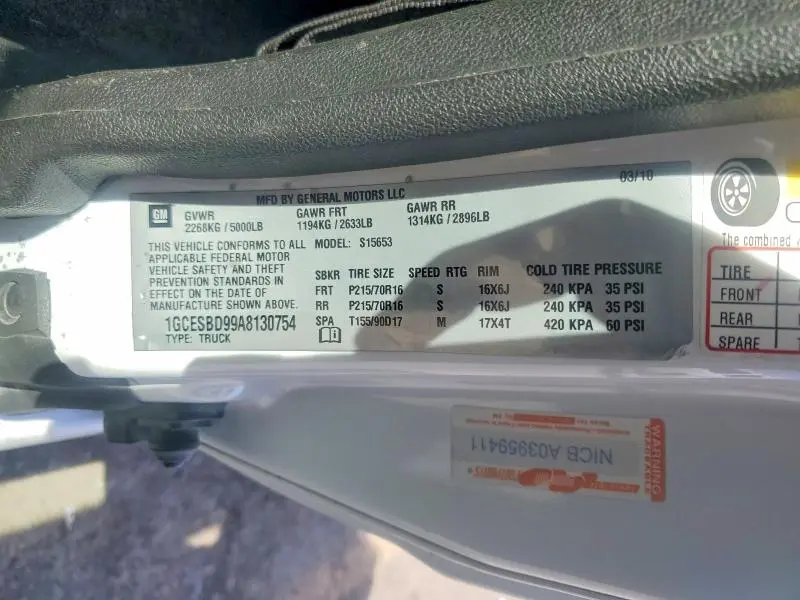 MFD BY GENERAL MOTORS LLC
03/10
GM
GVWR
2268KG / 5000LB
GAWR FRT
1194KG / 2633LB
GAWR RR
1314KG / 2896LB
THIS VEHICLE CONFORMS TO ALL
APPLICABLE FEDERAL MOTOR
VEHICLE SAFETY AND THEFT
PREVENTION STANDARDS IN
EFFECT ON THE DATE OF
MANUFACTURE SHOWN ABOVE.
MODEL: S15653
SBKR TIRE SIZE SPEED RTG RIM COLD TIRE PRESSURE
FRT P215/70R16 S 16X6J 240 KPA 35 PSI
RR P215/70R16 S 16X6J 240 KPA 35 PSI
SPA T155/90D17 M 17X4T 420 KPA 60 PSI
1GCESBD99A8130754
TYPE: TRUCK
The combined
TIRE
FRONT
REAR
SPARE
WARNING
NICB A03959411